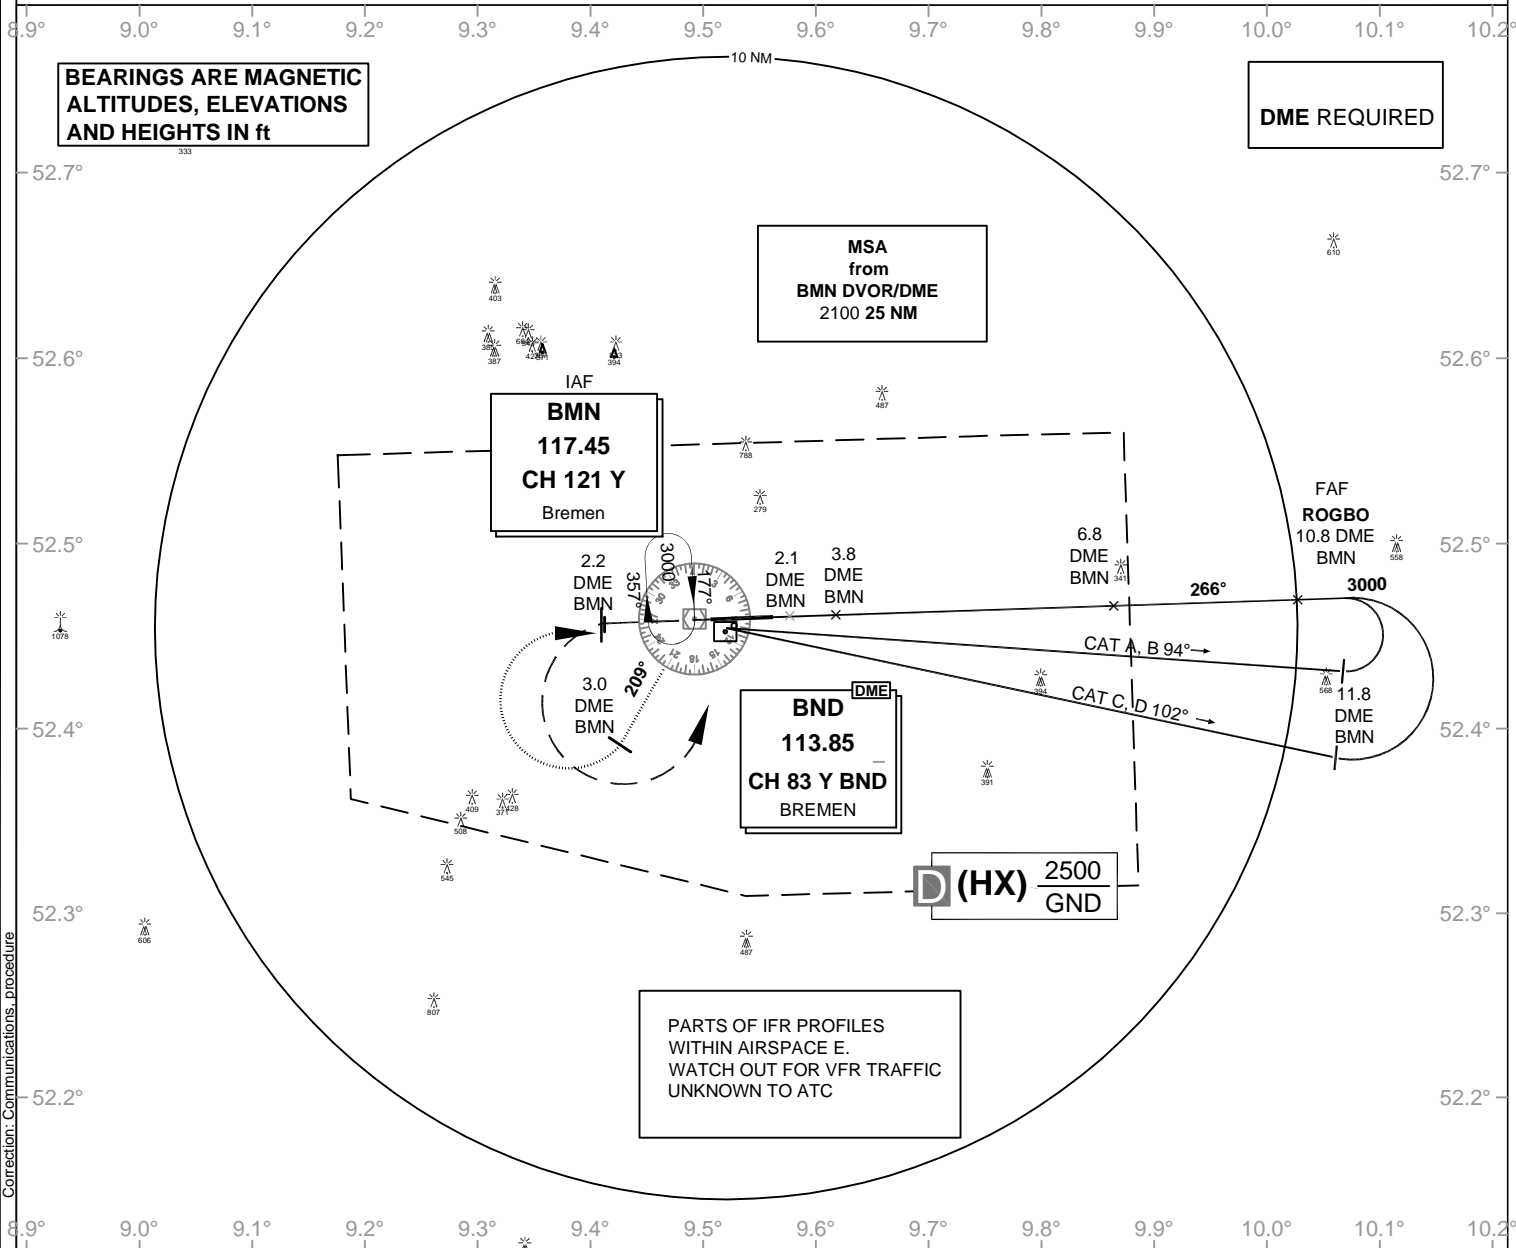 8.9° 9.0° 9.1° 9.2° 9.3° 9.4° 9.5° 9.6° 9.7° 9.8° 9.9° 10.0° 10.1° 10.2°
10 NM
BEARINGS ARE MAGNETIC
ALTITUDES, ELEVATIONS
AND HEIGHTS IN ft
DME REQUIRED
333
52.7° 52.7°
MSA
from
BMN DVOR/DME
2100 25 NM
610
403
387
394
52.6° 52.6°
IAF
BMN
117.45
CH 121 Y
Bremen
487
788
279
FAF
ROGBO
10.8 DME
BMN
558
52.5° 52.5°
2.2
DME
BMN
3000
357°
177°
2.1
DME
BMN
3.8
DME
BMN
6.8
DME
BMN
341
266°
3000
1078
CAT A, B 94°
CAT C, D 102°
394
568
11.8
DME
BMN
3.0
DME
BMN
209°
52.4° 52.4°
DME
BND
113.85
CH 83 Y BND
BREMEN
391
409
371
428
508
545
D (HX) 2500
GND
52.3° 52.3°
606
487
807
PARTS OF IFR PROFILES
WITHIN AIRSPACE E.
WATCH OUT FOR VFR TRAFFIC
UNKNOWN TO ATC
52.2° 52.2°
Correction: Communications, procedure
8.9° 9.0° 9.1° 9.2° 9.3° 9.4° 9.5° 9.6° 9.7° 9.8° 9.9° 10.0° 10.1° 10.2°